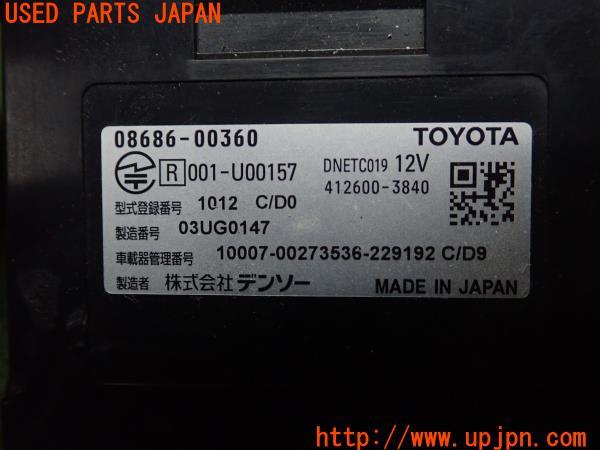 USED PARTS JAPAN
08686-00360 TOYOTA
R 001-U00157 DNETC019 12V
412600-3840
型式登録番号 1012 C/D0
製造番号 03UG0147
車載器管理番号 10007-00273536-229192 C/D9
製造者 株式会社デンソー MADE IN JAPAN
http://www.upjpn.com